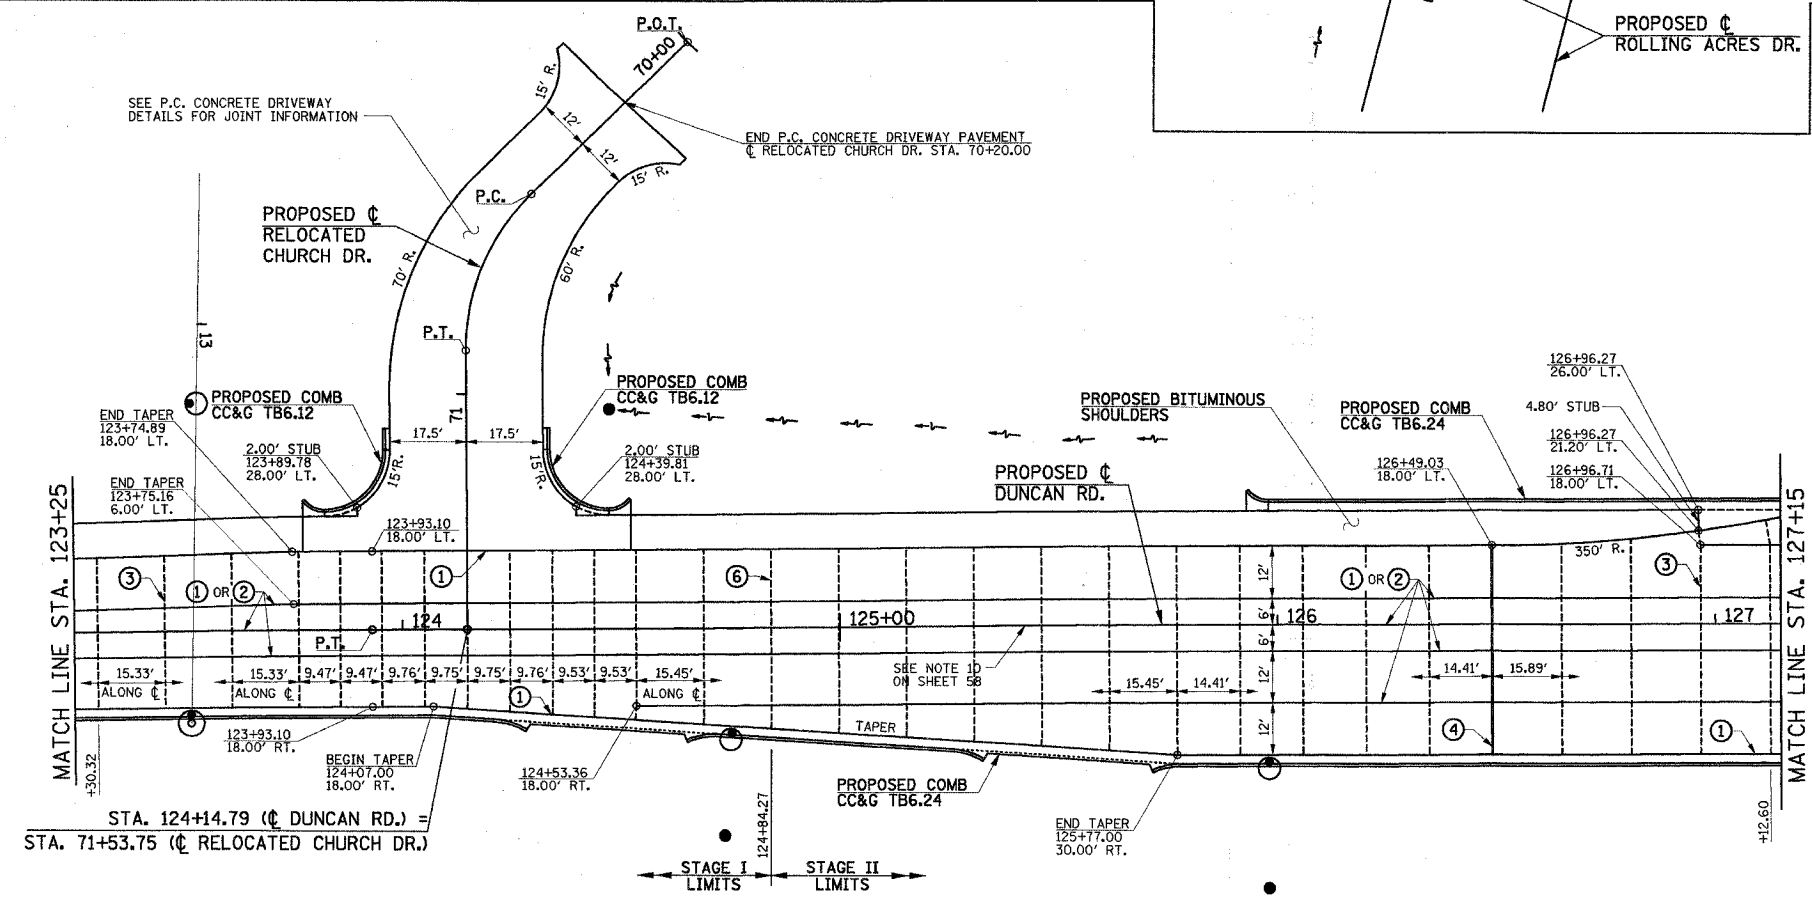 P.O.T.
70+00
PROPOSED ℄
ROLLING ACRES DR.
15' R.
12'
12'
15' R.
SEE P.C. CONCRETE DRIVEWAY
DETAILS FOR JOINT INFORMATION
END P.C. CONCRETE DRIVEWAY PAVEMENT
℄ RELOCATED CHURCH DR. STA. 70+20.00
P.C.
PROPOSED ℄
RELOCATED
CHURCH DR.
70' R.
60' R.
13
P.T.
71
PROPOSED COMB
CC&G TB6.12
PROPOSED COMB
CC&G TB6.12
END TAPER
123+74.89
18.00' LT.
17.5'
17.5'
2.00' STUB
123+89.78
28.00' LT.
15'R.
15'R.
2.00' STUB
124+39.81
28.00' LT.
END TAPER
123+75.16
6.00' LT.
123+93.10
18.00' LT.
PROPOSED ℄
DUNCAN RD.
PROPOSED BITUMINOUS
SHOULDERS
PROPOSED COMB
CC&G TB6.24
126+49.03
18.00' LT.
126+96.27
26.00' LT.
4.80' STUB
126+96.27
21.20' LT.
126+96.71
18.00' LT.
350' R.
MATCH LINE STA. 123+25
MATCH LINE STA. 127+15
3
1 OR 2
1
6
1 OR 2
3
12'
6'
6'
12'
12'
P.T.
124
125+00
126
127
SEE NOTE 10
ON SHEET 58
15.33'
ALONG ℄
15.33'
ALONG ℄
9.47'
9.47'
9.76'
9.75'
9.75'
9.76'
9.53'
9.53'
15.45'
ALONG ℄
15.45'
14.41'
14.41'
15.89'
1
TAPER
4
1
+30.32
123+93.10
18.00' RT.
BEGIN TAPER
124+07.00
18.00' RT.
124+53.36
18.00' RT.
124+84.27
PROPOSED COMB
CC&G TB6.24
END TAPER
125+77.00
30.00' RT.
+12.60
STA. 124+14.79 (℄ DUNCAN RD.) =
STA. 71+53.75 (℄ RELOCATED CHURCH DR.)
STAGE I
LIMITS
STAGE II
LIMITS